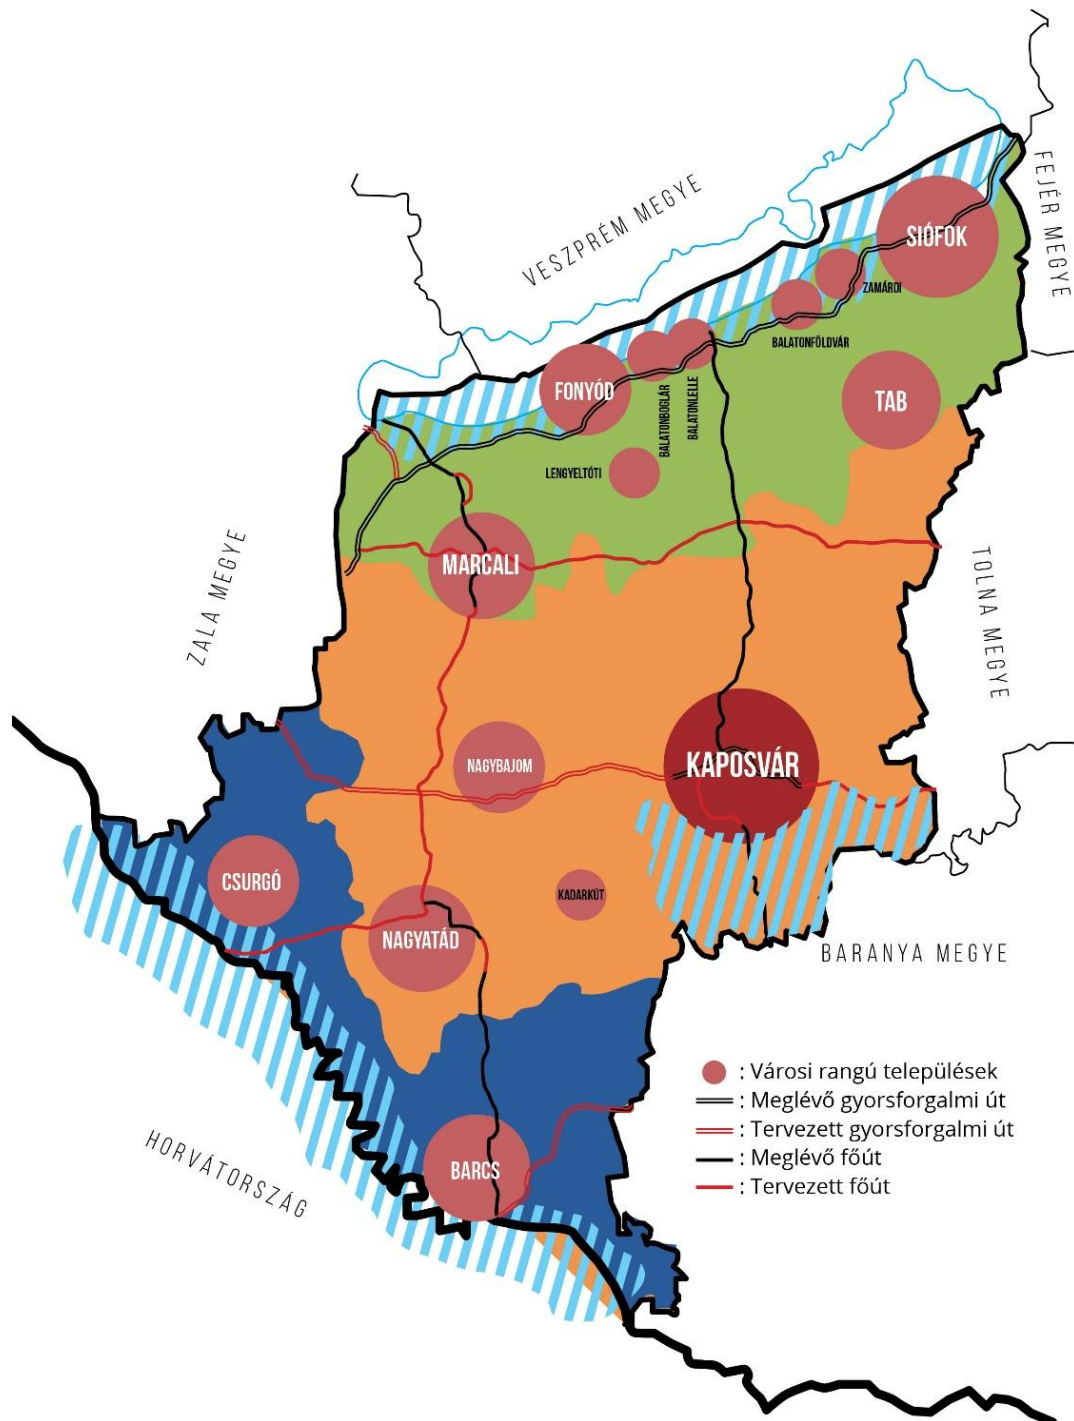 VESZPRÉM MEGYE
FEJÉR MEGYE
SIÓFOK
ZAMÁRDI
BALATONFÖLDVÁR
FONYÓD
BALATONBOGLÁR
BALATONLELLE
TAB
LENGYELTÓTI
MARCALI
ZALA MEGYE
TOLNA MEGYE
NAGYBAJOM
KAPOSVÁR
CSURGÓ
KADARKÚT
NAGYATÁD
BARANYA MEGYE
HORVÁTORSZÁG
BARCS
: Városi rangú települések
: Meglévő gyorsforgalmi út
: Tervezett gyorsforgalmi út
: Meglévő főút
: Tervezett főút